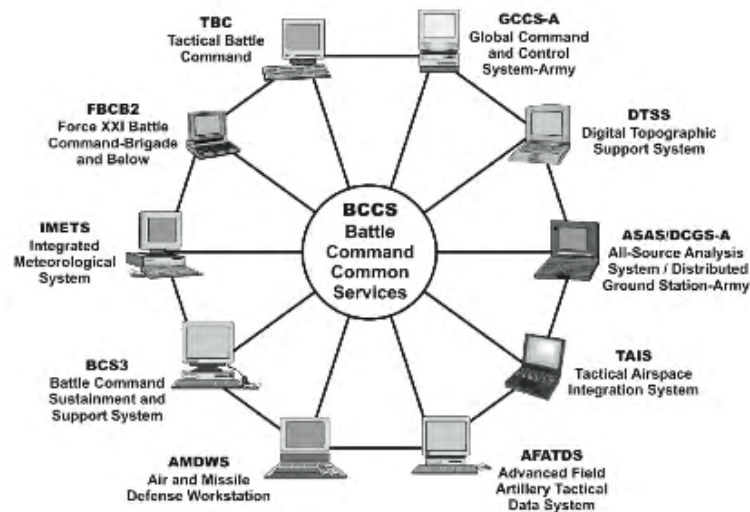 TBC
Tactical Battle
Command
GCCS-A
Global Command
and Control
System-Army
FBCB2
Force XXI Battle
Command-Brigade
and Below
DTSS
Digital Topographic
Support System
IMETS
Integrated
Meteorological
System
BCCS
Battle
Command
Common
Services
ASAS/DCGS-A
All-Source Analysis
System / Distributed
Ground Station-Army
BCS3
Battle Command
Sustainment and
Support System
TAIS
Tactical Airspace
Integration System
AMDWS
Air and Missile
Defense Workstation
AFATDS
Advanced Field
Artillery Tactical
Data System